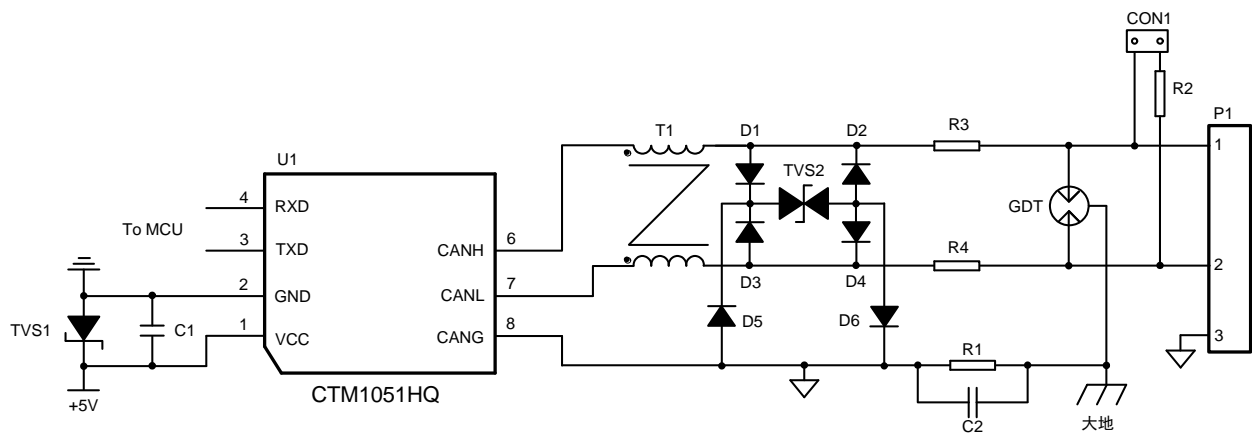 CON1
R2
P1
T1
D1
D2
R3
1
U1
TVS2
4
RXD
GDT
To MCU
3
TXD
CANH
6
R4
2
2
GND
CANL
7
D3
D4
TVS1
C1
1
VCC
CANG
8
D5
D6
R1
3
+5V
CTM1051HQ
C2
大地